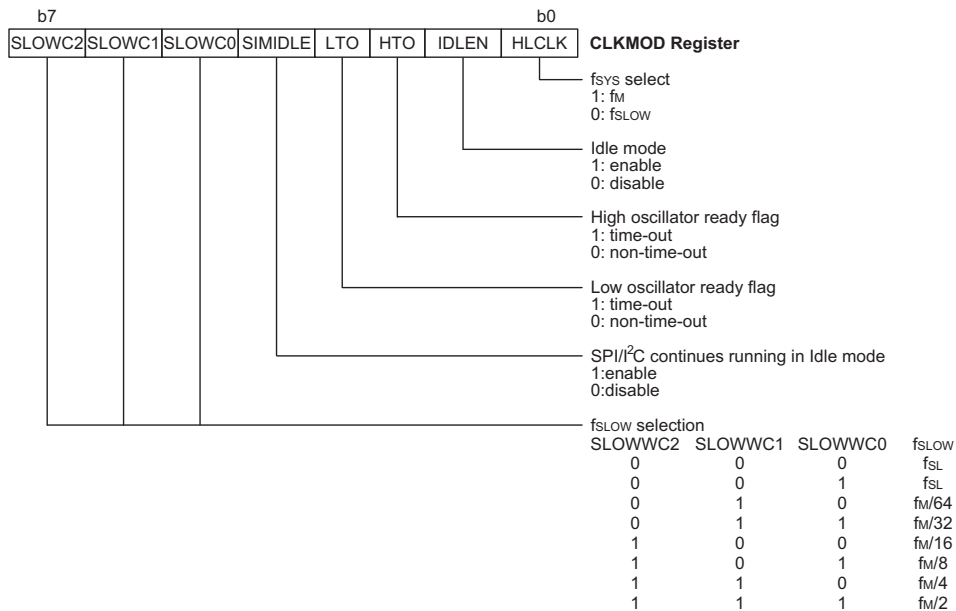 b7 b0
SLOWC2 SLOWC1 SLOWC0 SIMIDLE LTO HTO IDLEN HLCLK CLKMOD Register
fSYS select
1: fM
0: fSLOW
Idle mode
1: enable
0: disable
High oscillator ready flag
1: time-out
0: non-time-out
Low oscillator ready flag
1: time-out
0: non-time-out
SPI/I²C continues running in Idle mode
1:enable
0:disable
fSLOW selection
SLOWWC2 SLOWWC1 SLOWWC0 fSLOW
0 0 0 fSL
0 0 1 fSL
0 1 0 fM/64
0 1 1 fM/32
1 0 0 fM/16
1 0 1 fM/8
1 1 0 fM/4
1 1 1 fM/2